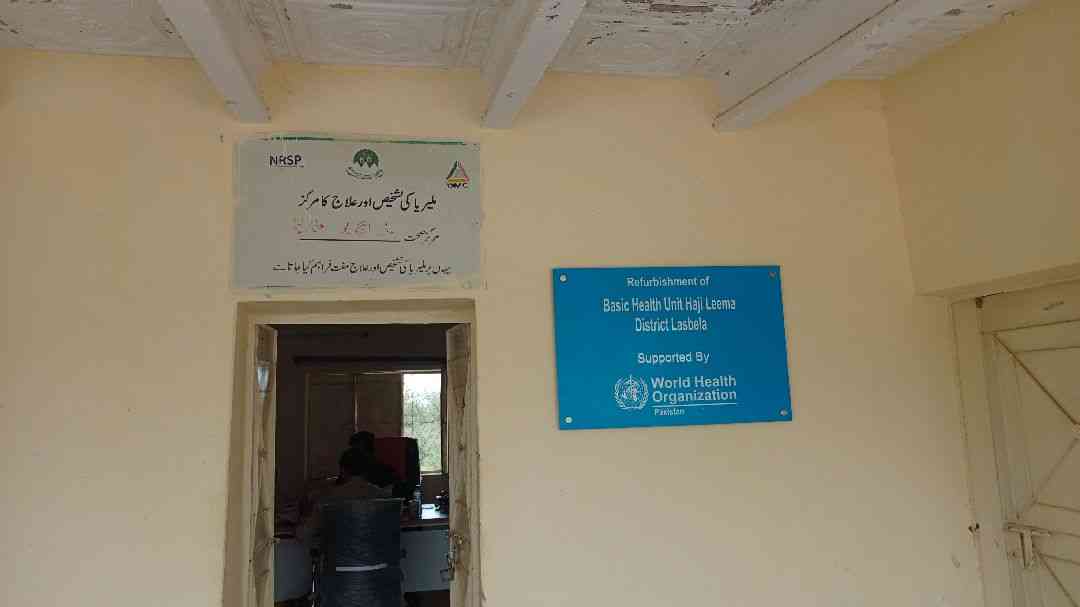 NRSP
ملیریا کی تشخیص اور علاج کا مرکز
مرکز صحت
یہاں پر ملیریا کی تشخیص اور علاج مفت فراہم کیا جاتا ہے
Refurbishment of
Basic Health Unit Haji Leema
District Lasbela
Supported By
World Health
Organization
Pakistan